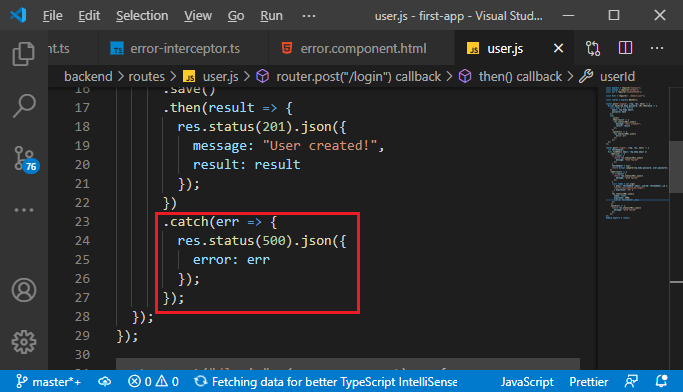 File Edit Selection View Go ... user.js - first-app - Visual Stud...
nt.ts error-interceptor.ts error.component.html JS user.js
backend > routes > JS user.js > router.post("/login") callback > then() callback > userId
16 .save()
17 .then(result => {
18 res.status(201).json({
19 message: "User created!",
20 result: result
21 });
22 })
23 .catch(err => {
24 res.status(500).json({
25 error: err
26 });
27 });
28 });
29 });
30
76
master*+ 0 0 Fetching data for better TypeScript IntelliSense JavaScript Prettier